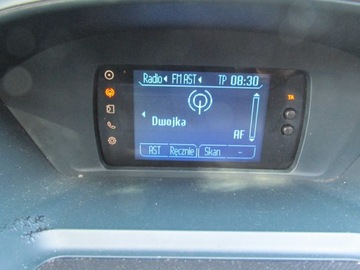 Radio FM AST TP 08:30
TA
Dwojka
AF
AST Ręcznie Skan -